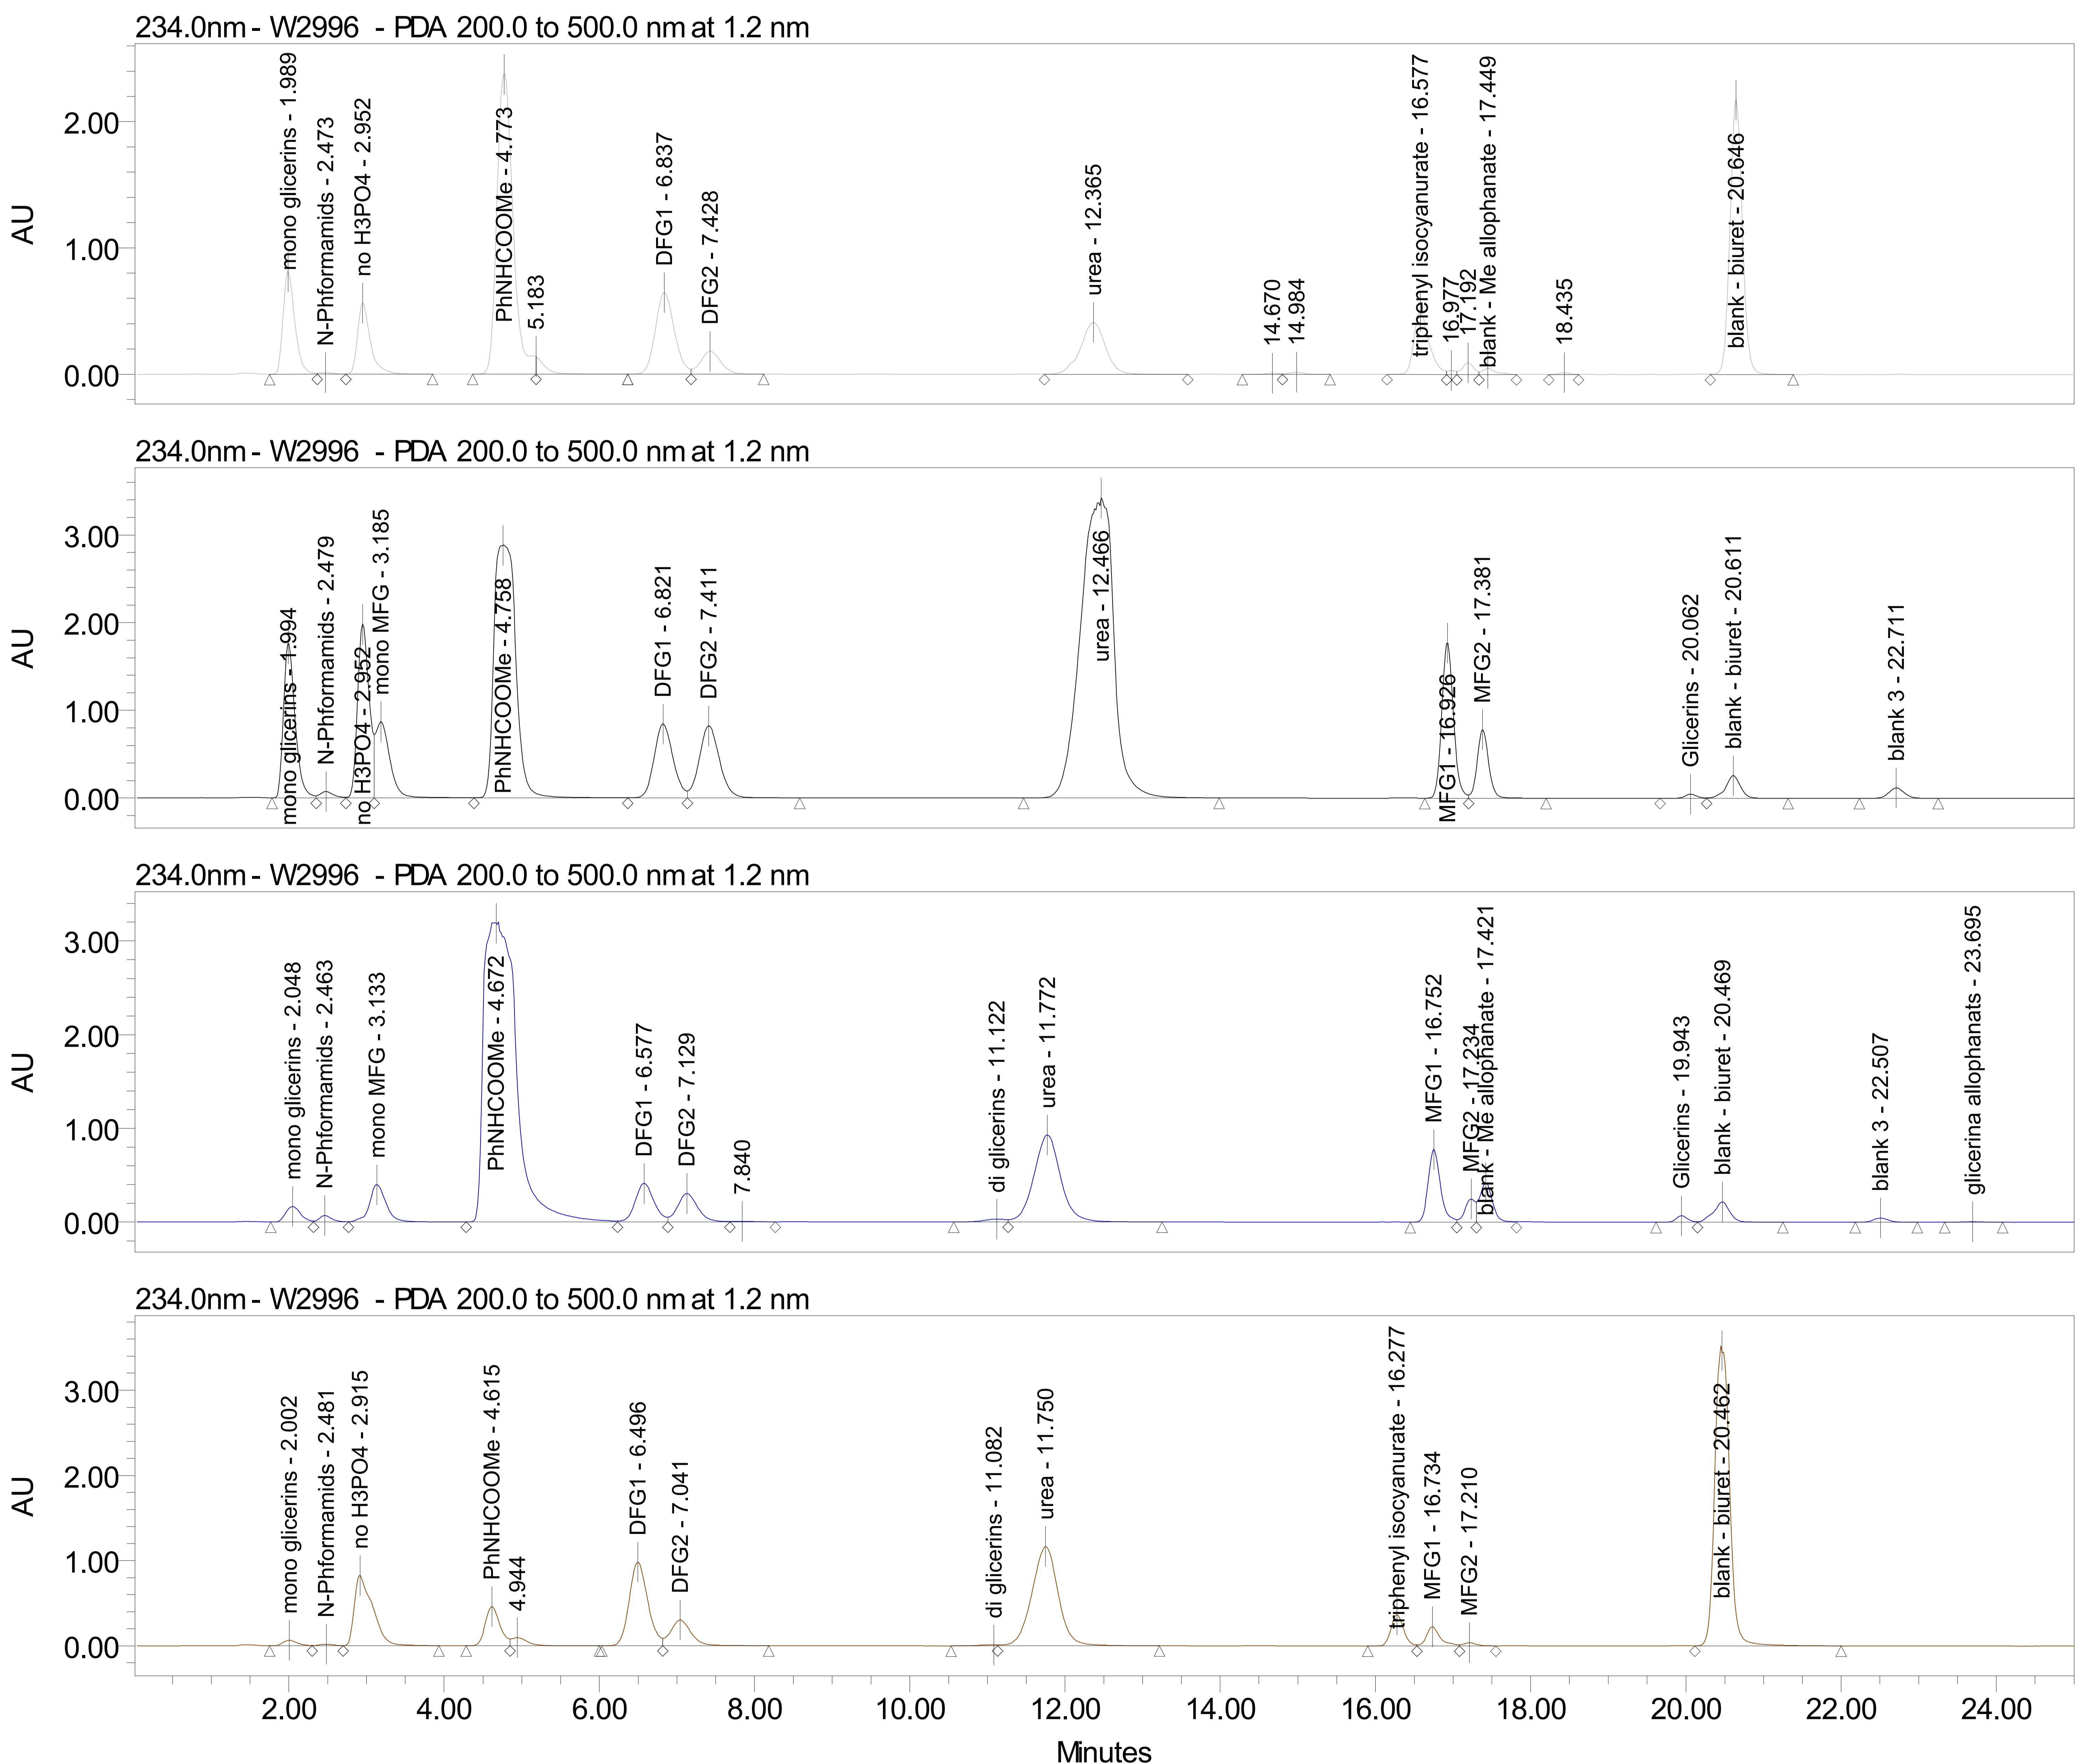 234.0nm - W2996 - PDA 200.0 to 500.0 nm at 1.2 nm
AU
2.00
1.00
0.00
mono glicerins - 1.989
N-Phformamids - 2.473
no H3PO4 - 2.952
PhNHCOOMe - 4.773
5.183
DFG1 - 6.837
DFG2 - 7.428
urea - 12.365
14.670
14.984
triphenyl isocyanurate - 16.577
16.977
17.192
blank - Me allophanate - 17.449
18.435
blank - biuret - 20.646
234.0nm - W2996 - PDA 200.0 to 500.0 nm at 1.2 nm
AU
3.00
2.00
1.00
0.00
mono glicerins - 1.994
N-Phformamids - 2.479
no H3PO4 - 2.952
mono MFG - 3.185
PhNHCOOMe - 4.758
DFG1 - 6.821
DFG2 - 7.411
urea - 12.466
MFG1 - 16.926
MFG2 - 17.381
Glicerins - 20.062
blank - biuret - 20.611
blank 3 - 22.711
234.0nm - W2996 - PDA 200.0 to 500.0 nm at 1.2 nm
AU
3.00
2.00
1.00
0.00
mono glicerins - 2.048
N-Phformamids - 2.463
mono MFG - 3.133
PhNHCOOMe - 4.672
DFG1 - 6.577
DFG2 - 7.129
7.840
di glicerins - 11.122
urea - 11.772
MFG1 - 16.752
MFG2 - 17.234
blank - Me allophanate - 17.421
Glicerins - 19.943
blank - biuret - 20.469
blank 3 - 22.507
glicerina allophanats - 23.695
234.0nm - W2996 - PDA 200.0 to 500.0 nm at 1.2 nm
AU
3.00
2.00
1.00
0.00
mono glicerins - 2.002
N-Phformamids - 2.481
no H3PO4 - 2.915
PhNHCOOMe - 4.615
4.944
DFG1 - 6.496
DFG2 - 7.041
di glicerins - 11.082
urea - 11.750
triphenyl isocyanurate - 16.277
MFG1 - 16.734
MFG2 - 17.210
blank - biuret - 20.462
2.00 4.00 6.00 8.00 10.00 12.00 14.00 16.00 18.00 20.00 22.00 24.00
Minutes